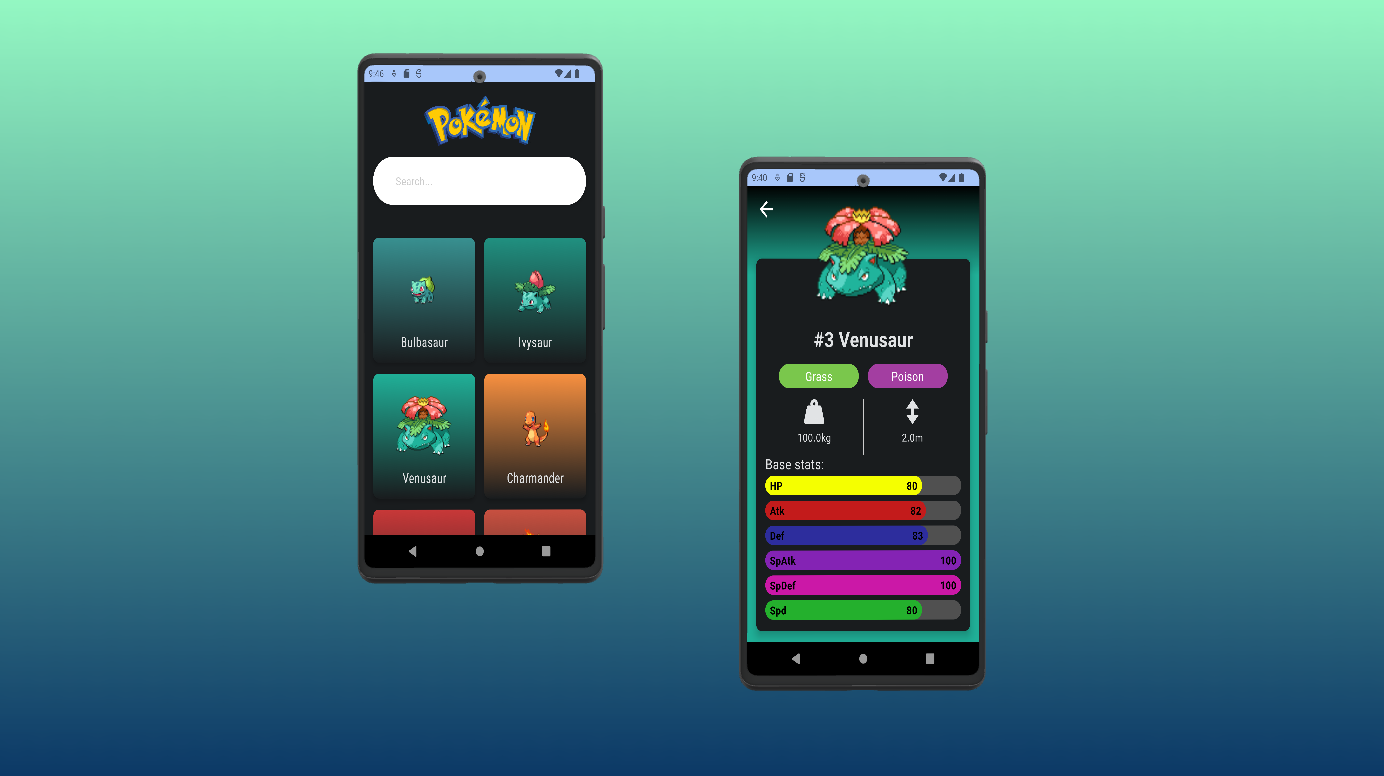 9:46
POKéMON
Search...
Bulbasaur
Ivysaur
Venusaur
Charmander
9:40
#3 Venusaur
Grass
Poison
100.0kg
2.0m
Base stats:
HP 80
Atk 82
Def 83
SpAtk 100
SpDef 100
Spd 80